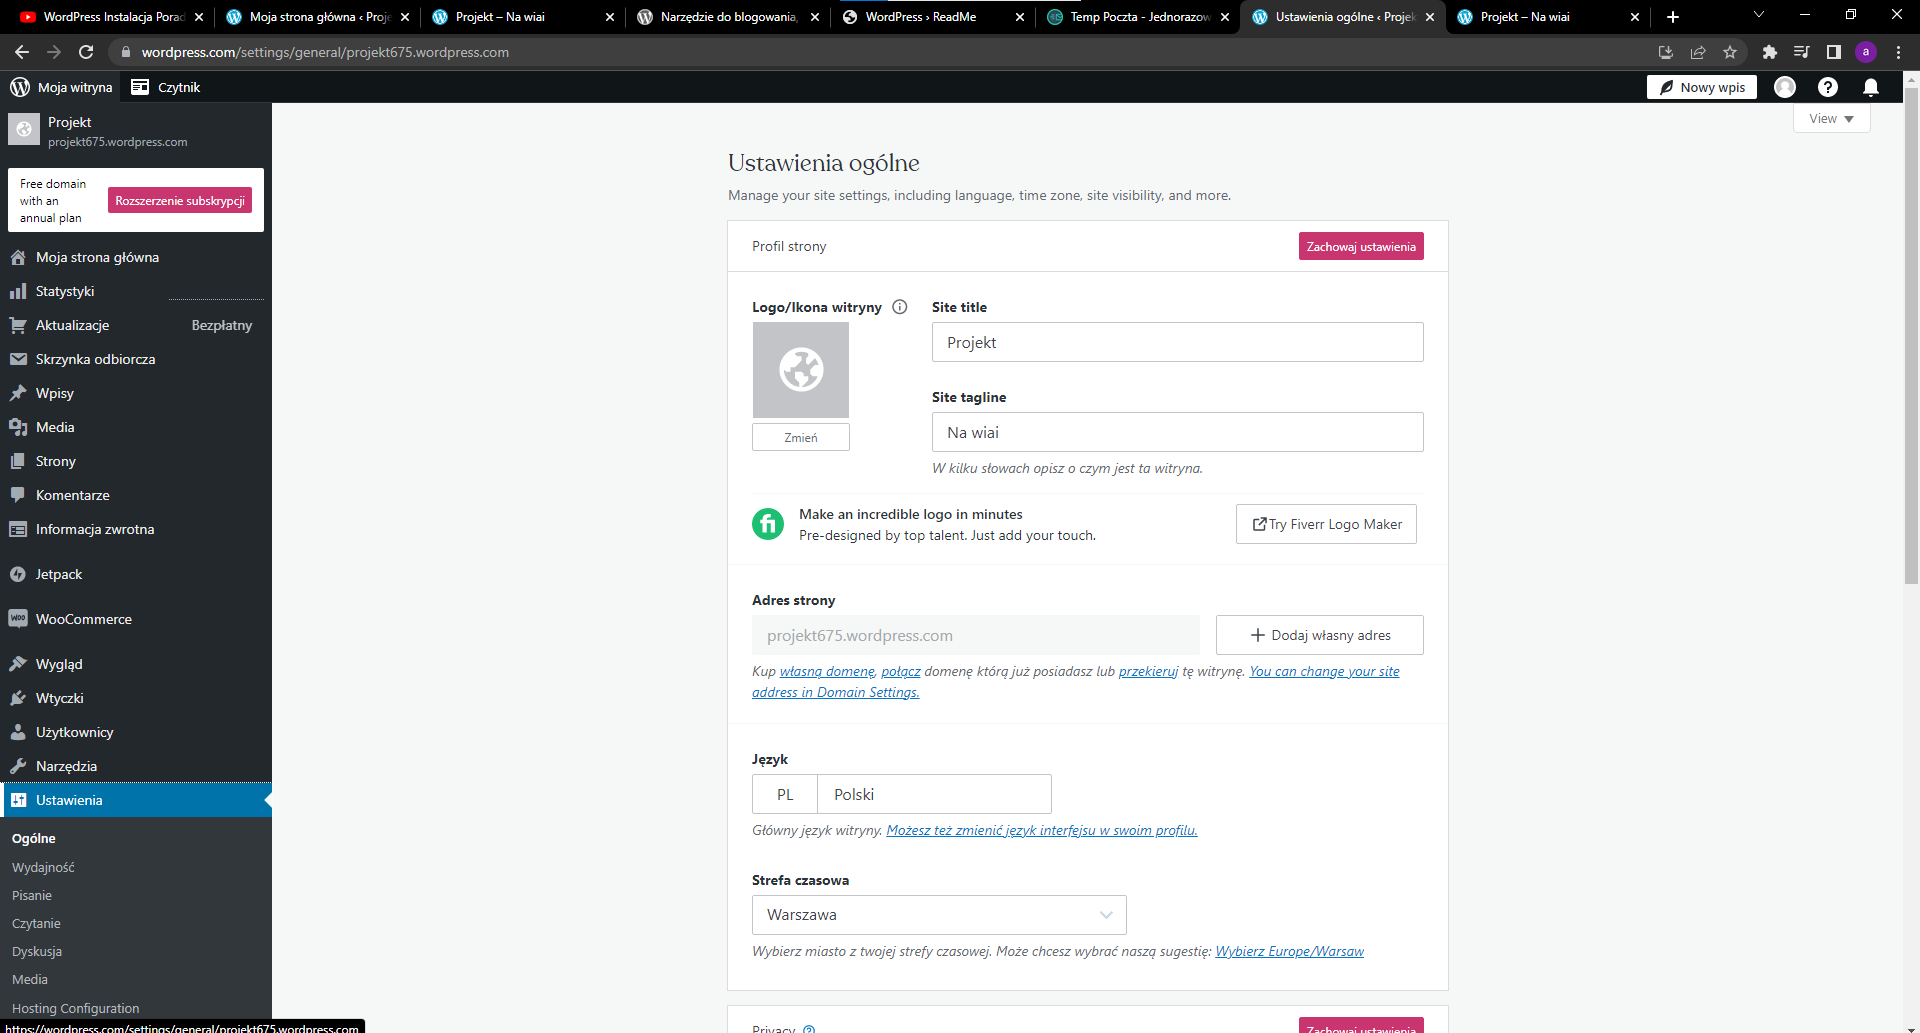 WordPress Instalacja Porad
Moja strona główna ‹ Proje
Projekt – Na wiai
Narzędzie do blogowania,
WordPress › ReadMe
Temp Poczta - Jednorazow
Ustawienia ogólne ‹ Projek
Projekt – Na wiai
wordpress.com/settings/general/projekt675.wordpress.com
a
Moja witryna
Czytnik
Nowy wpis
Projekt
projekt675.wordpress.com
View
Free domain
with an
annual plan
Rozszerzenie subskrypcji
Moja strona główna
Statystyki
Aktualizacje Bezpłatny
Skrzynka odbiorcza
Wpisy
Media
Strony
Komentarze
Informacja zwrotna
Jetpack
WooCommerce
Wygląd
Wtyczki
Użytkownicy
Narzędzia
Ustawienia
Ogólne
Wydajność
Pisanie
Czytanie
Dyskusja
Media
Hosting Configuration
https://wordpress.com/settings/general/projekt675.wordpress.com
Ustawienia ogólne
Manage your site settings, including language, time zone, site visibility, and more.
Profil strony
Zachowaj ustawienia
Logo/Ikona witryny
Zmień
Site title
Projekt
Site tagline
Na wiai
W kilku słowach opisz o czym jest ta witryna.
fi
Make an incredible logo in minutes
Pre-designed by top talent. Just add your touch.
Try Fiverr Logo Maker
Adres strony
projekt675.wordpress.com
Dodaj własny adres
Kup własną domenę, połącz domenę którą już posiadasz lub przekieruj tę witrynę. You can change your site
address in Domain Settings.
Język
PL Polski
Główny język witryny. Możesz też zmienić język interfejsu w swoim profilu.
Strefa czasowa
Warszawa
Wybierz miasto z twojej strefy czasowej. Może chcesz wybrać naszą sugestię: Wybierz Europe/Warsaw
Privacy
Zachowaj ustawienia